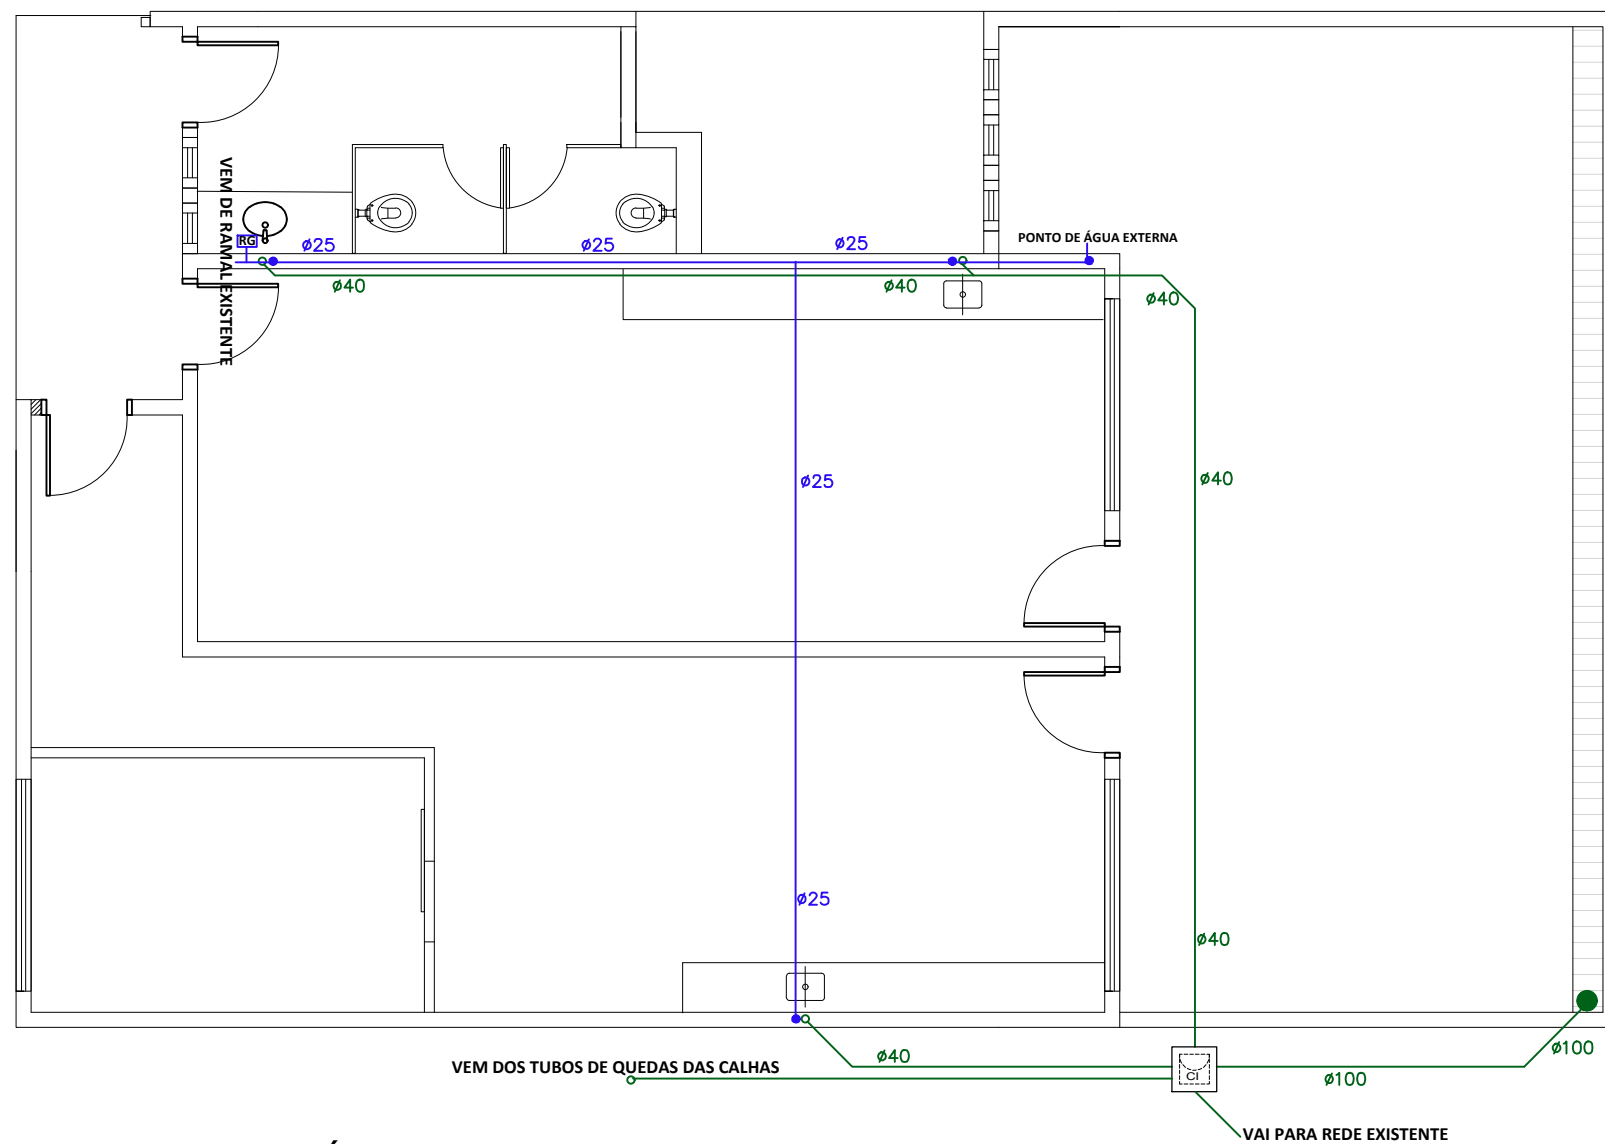 VEM DE RAMAL EXISTENTE
RG
ø25
ø25
ø25
PONTO DE ÁGUA EXTERNA
ø40
ø40
ø40
ø25
ø40
ø25
ø40
ø40
ø100
VEM DOS TUBOS DE QUEDAS DAS CALHAS
CI
ø100
VAI PARA REDE EXISTENTE